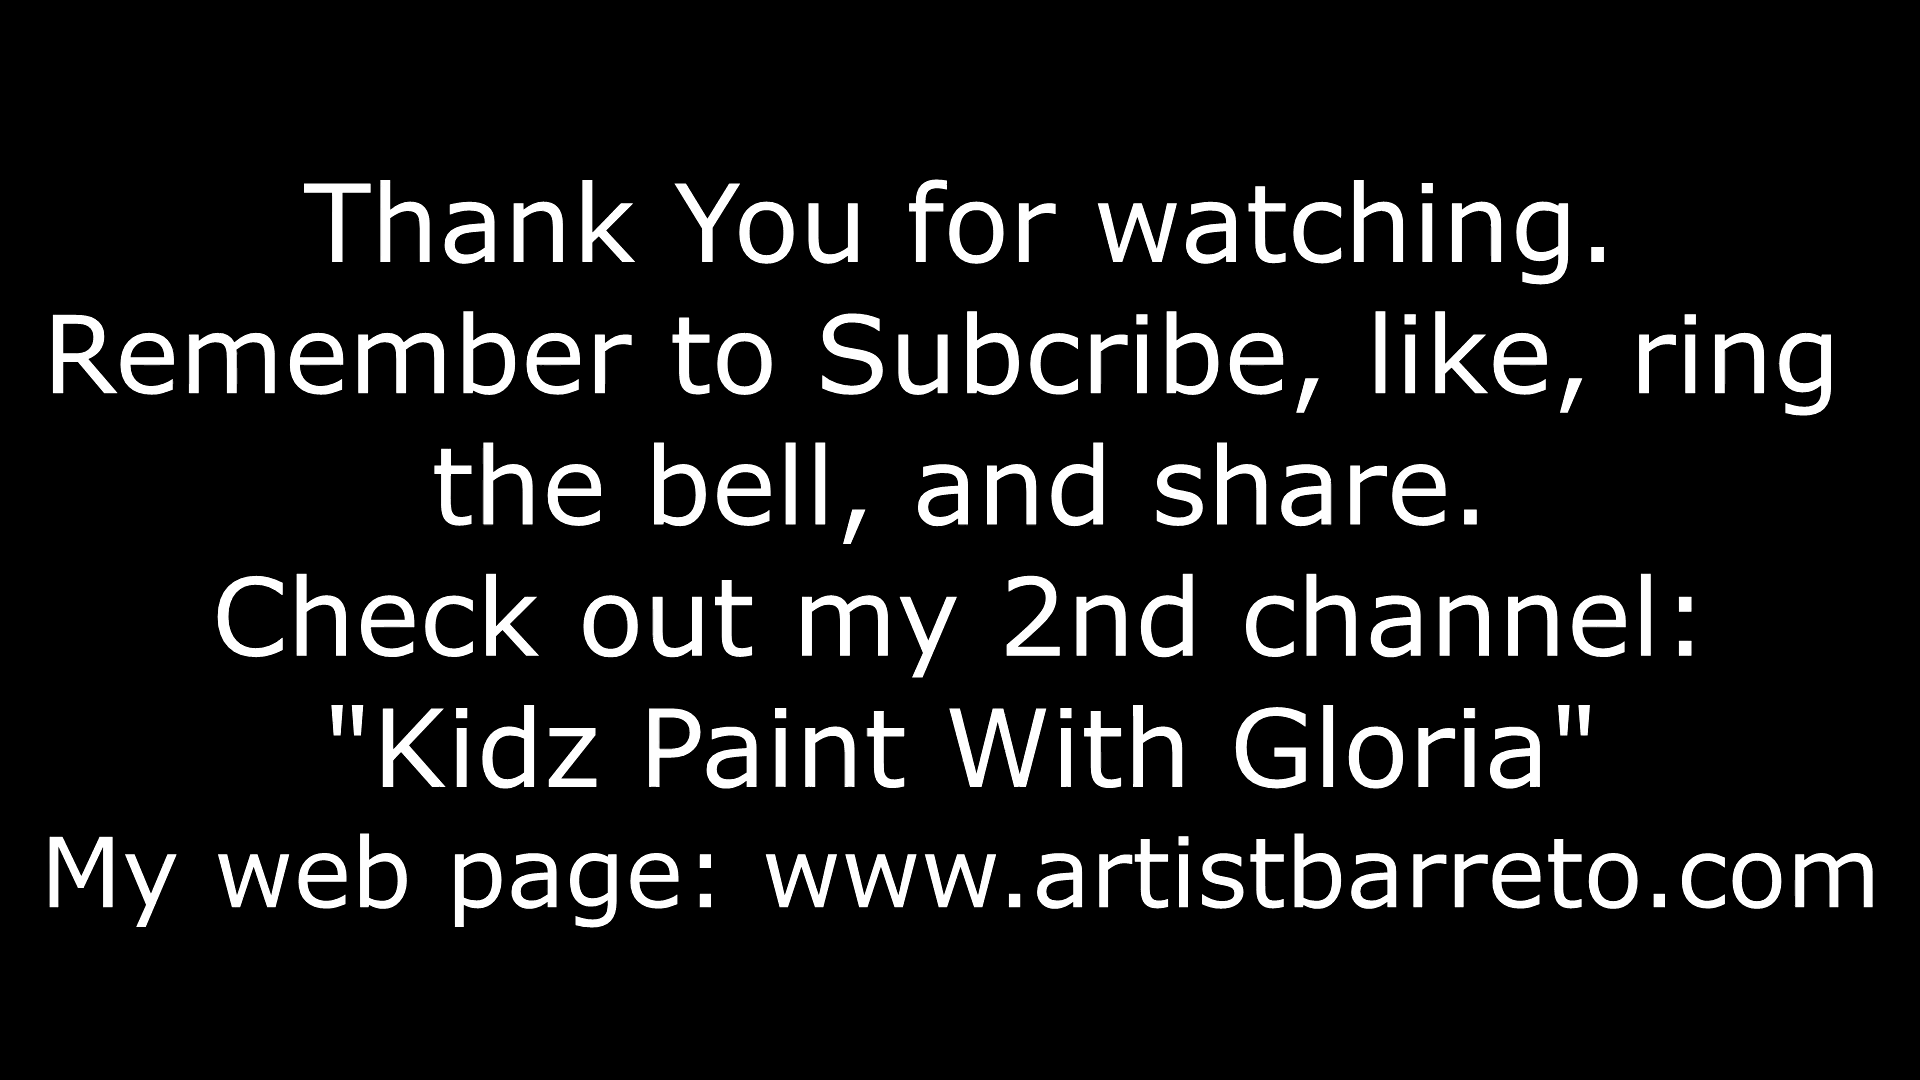 Thank You for watching.
Remember to Subcribe, like, ring
the bell, and share.
Check out my 2nd channel:
"Kidz Paint With Gloria"
My web page: www.artistbarreto.com